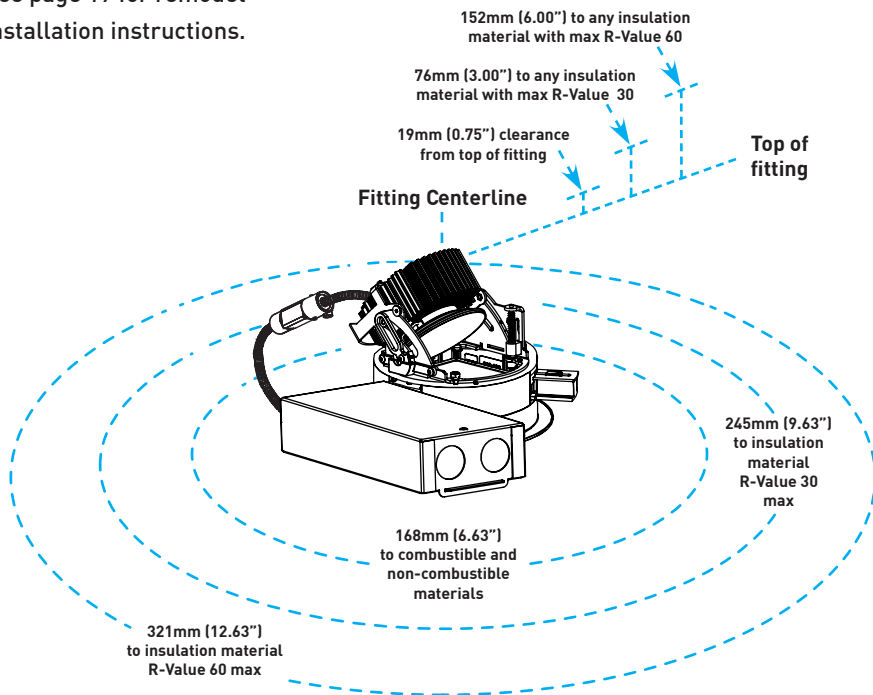 152mm (6.00") to any insulation
material with max R-Value 60
nstallation instructions.
76mm (3.00") to any insulation
material with max R-Value 30
19mm (0.75") clearance
from top of fitting
Top of
fitting
Fitting Centerline
245mm (9.63")
to insulation
material
R-Value 30
max
168mm (6.63")
to combustible and
non-combustible
materials
321mm (12.63")
to insulation material
R-Value 60 max